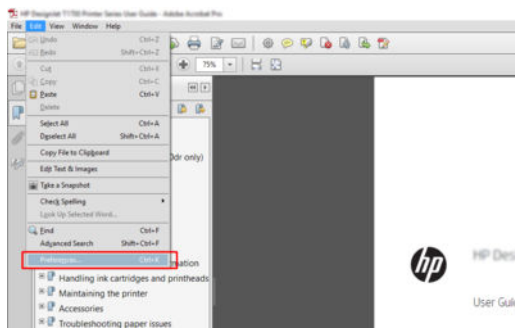 HP DesignJet T1700 Printer Series User Guide - Adobe Acrobat Pro
File Edit View Window Help
Undo Ctrl+Z
Redo Shift+Ctrl+Z
Cut Ctrl+X
Copy Ctrl+C
Paste Ctrl+V
Delete
Select All Ctrl+A
Deselect All Shift+Ctrl+A
Copy File to Clipboard
Edit Text & Images
Take a Snapshot
Check Spelling
Look Up Selected Word...
Find Ctrl+F
Advanced Search Shift+Ctrl+F
Preferences... Ctrl+K
75%
0dr only)
mation
Handling ink cartridges and printheads
Maintaining the printer
Accessories
Troubleshooting paper issues
hp
HP Des
User Gui